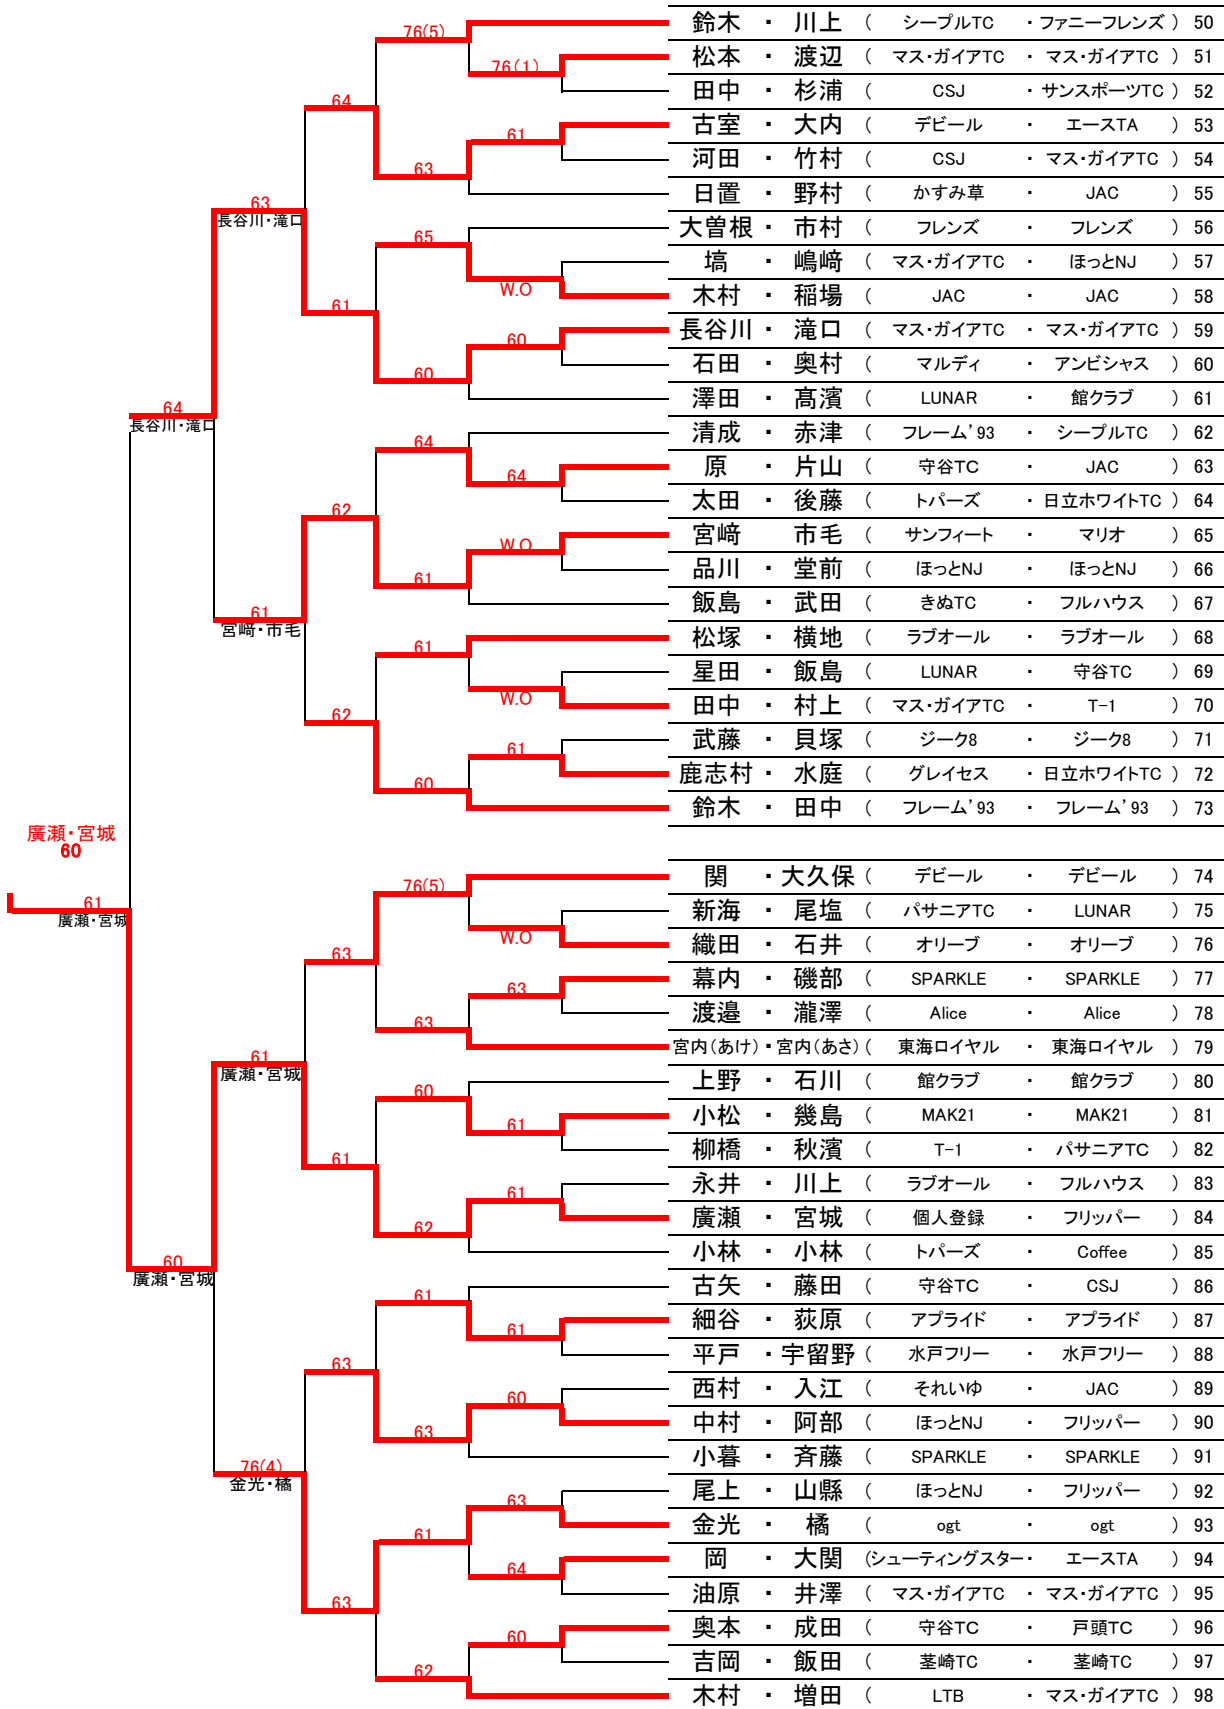 鈴木 ・ 川上 ( シーブルTC ・ファニーフレンズ ) 50
76(5)
松本 ・ 渡辺 ( マス・ガイアTC ・ マス・ガイアTC ) 51
76(1)
田中 ・ 杉浦 ( CSJ ・サンスポーツTC ) 52
64
古室 ・ 大内 ( デビール ・ エースTA ) 53
61
河田 ・ 竹村 ( CSJ ・ マス・ガイアTC ) 54
63
日置 ・ 野村 ( かすみ草 ・ JAC ) 55
63
長谷川・滝口
大曽根 ・ 市村 ( フレンズ ・ フレンズ ) 56
65
塙 ・ 嶋﨑 ( マス・ガイアTC ・ ほっとNJ ) 57
W.O
木村 ・ 稲場 ( JAC ・ JAC ) 58
61
長谷川 ・ 滝口 ( マス・ガイアTC ・ マス・ガイアTC ) 59
60
石田 ・ 奥村 ( マルディ ・ アンビシャス ) 60
60
澤田 ・ 髙濱 ( LUNAR ・ 館クラブ ) 61
64
長谷川・滝口
清成 ・ 赤津 ( フレーム’93 ・ シーブルTC ) 62
64
原 ・ 片山 ( 守谷TC ・ JAC ) 63
64
太田 ・ 後藤 ( トパーズ ・日立ホワイトTC ) 64
62
宮﨑 市毛 ( サンフィート ・ マリオ ) 65
W.O
品川 ・ 堂前 ( ほっとNJ ・ ほっとNJ ) 66
61
飯島 ・ 武田 ( きぬTC ・ フルハウス ) 67
61
宮﨑・市毛
松塚 ・ 横地 ( ラブオール ・ ラブオール ) 68
61
星田 ・ 飯島 ( LUNAR ・ 守谷TC ) 69
W.O
田中 ・ 村上 ( マス・ガイアTC ・ T-1 ) 70
62
武藤 ・ 貝塚 ( ジーク8 ・ ジーク8 ) 71
61
鹿志村 ・ 水庭 ( グレイセス ・日立ホワイトTC ) 72
60
鈴木 ・ 田中 ( フレーム’93 ・ フレーム’93 ) 73
廣瀬・宮城
60
関 ・大久保 ( デビール ・ デビール ) 74
76(5)
61
廣瀬・宮城
新海 ・ 尾塩 ( パサニアTC ・ LUNAR ) 75
W.O
織田 ・ 石井 ( オリーブ ・ オリーブ ) 76
63
幕内 ・ 磯部 ( SPARKLE ・ SPARKLE ) 77
63
渡邉 ・ 瀧澤 ( Alice ・ Alice ) 78
63
宮内(あけ)・宮内(あさ) ( 東海ロイヤル ・ 東海ロイヤル ) 79
61
廣瀬・宮城
上野 ・ 石川 ( 館クラブ ・ 館クラブ ) 80
60
小松 ・ 幾島 ( MAK21 ・ MAK21 ) 81
61
柳橋 ・ 秋濱 ( T-1 ・ パサニアTC ) 82
61
永井 ・ 川上 ( ラブオール ・ フルハウス ) 83
61
廣瀬 ・ 宮城 ( 個人登録 ・ フリッパー ) 84
62
小林 ・ 小林 ( トパーズ ・ Coffee ) 85
60
廣瀬・宮城
古矢 ・ 藤田 ( 守谷TC ・ CSJ ) 86
61
細谷 ・ 荻原 ( アプライド ・ アプライド ) 87
61
平戸 ・宇留野 ( 水戸フリー ・ 水戸フリー ) 88
63
西村 ・ 入江 ( それいゆ ・ JAC ) 89
60
中村 ・ 阿部 ( ほっとNJ ・ フリッパー ) 90
63
小暮 ・ 斉藤 ( SPARKLE ・ SPARKLE ) 91
76(4)
金光・橘
尾上 ・ 山縣 ( ほっとNJ ・ フリッパー ) 92
63
金光 ・ 橘 ( ogt ・ ogt ) 93
61
岡 ・ 大関 (シューティングスター・ エースTA ) 94
64
油原 ・ 井澤 ( マス・ガイアTC ・ マス・ガイアTC ) 95
63
奥本 ・ 成田 ( 守谷TC ・ 戸頭TC ) 96
60
吉岡 ・ 飯田 ( 茎崎TC ・ 茎崎TC ) 97
62
木村 ・ 増田 ( LTB ・ マス・ガイアTC ) 98